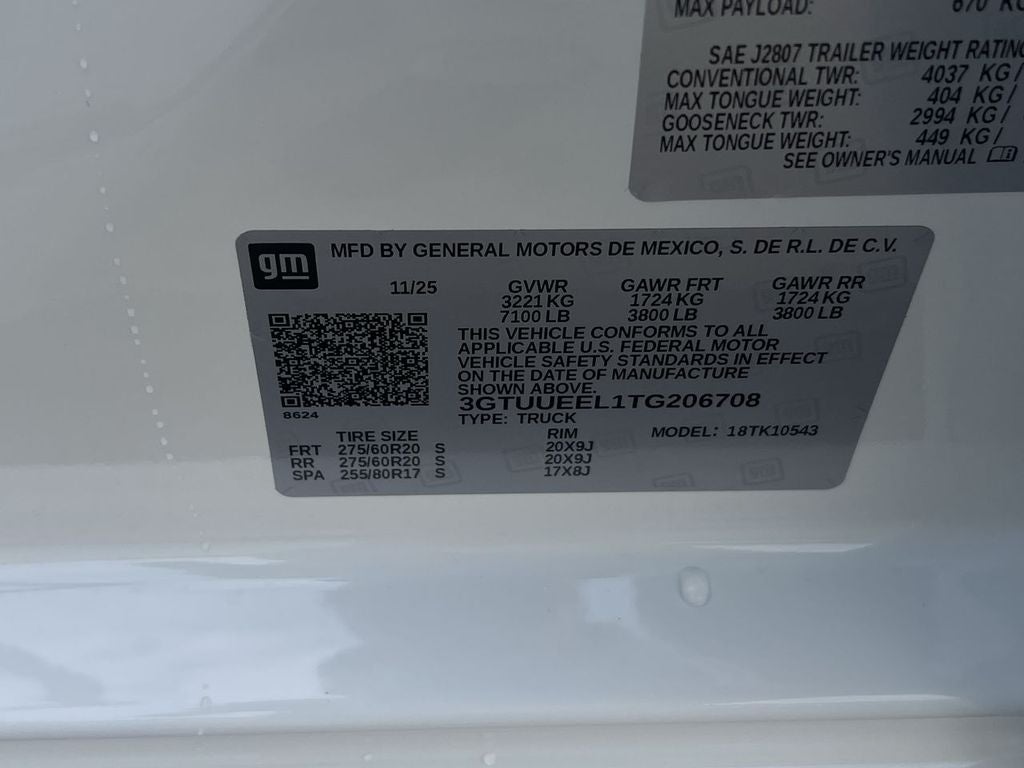 MAX PAYLOAD: 670 KG
SAE J2807 TRAILER WEIGHT RATING
CONVENTIONAL TWR: 4037 KG /
MAX TONGUE WEIGHT: 404 KG /
GOOSENECK TWR: 2994 KG /
MAX TONGUE WEIGHT: 449 KG /
SEE OWNER'S MANUAL
gm
MFD BY GENERAL MOTORS DE MEXICO, S. DE R.L. DE C.V.
11/25 GVWR GAWR FRT GAWR RR
3221 KG 1724 KG 1724 KG
7100 LB 3800 LB 3800 LB
THIS VEHICLE CONFORMS TO ALL
APPLICABLE U.S. FEDERAL MOTOR
VEHICLE SAFETY STANDARDS IN EFFECT
ON THE DATE OF MANUFACTURE
SHOWN ABOVE.
3GTUUEEL1TG206708
8624
TYPE: TRUCK
TIRE SIZE RIM MODEL: 18TK10543
FRT 275/60R20 S 20X9J
RR 275/60R20 S 20X9J
SPA 255/80R17 S 17X8J